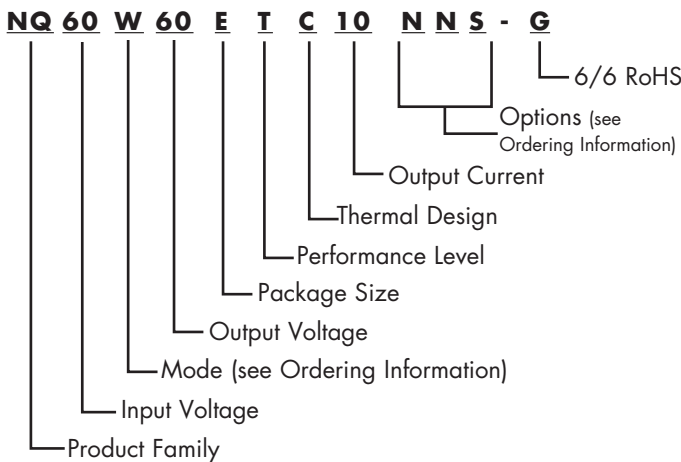 NQ 60 W 60 E T C 10 N N S - G
6/6 RoHS
Options (see
Ordering Information)
Output Current
Thermal Design
Performance Level
Package Size
Output Voltage
Mode (see Ordering Information)
Input Voltage
Product Family